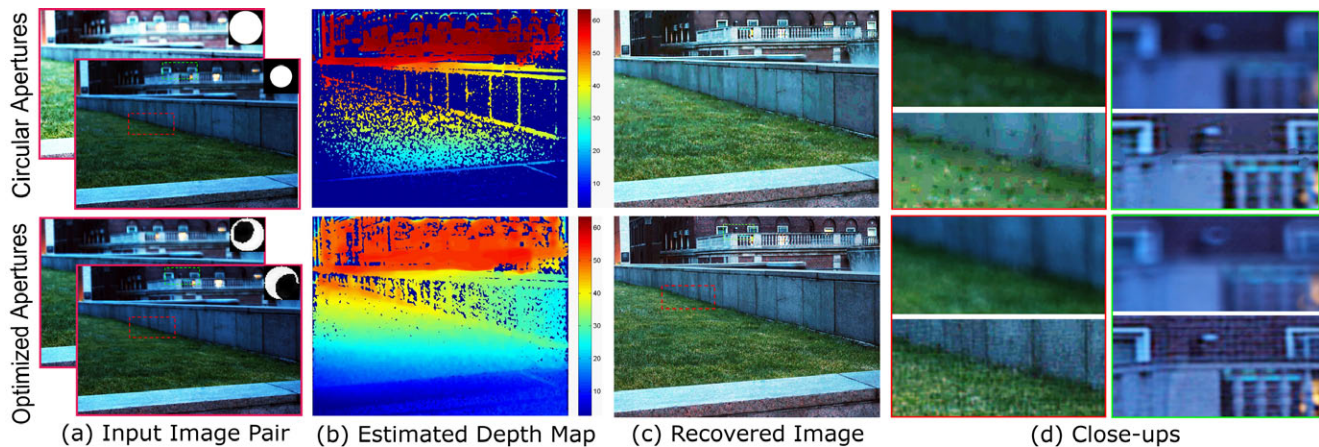 Circular Apertures
60
50
40
30
20
10
Optimized Apertures
60
50
40
30
20
10
(a) Input Image Pair
(b) Estimated Depth Map
(c) Recovered Image
(d) Close-ups